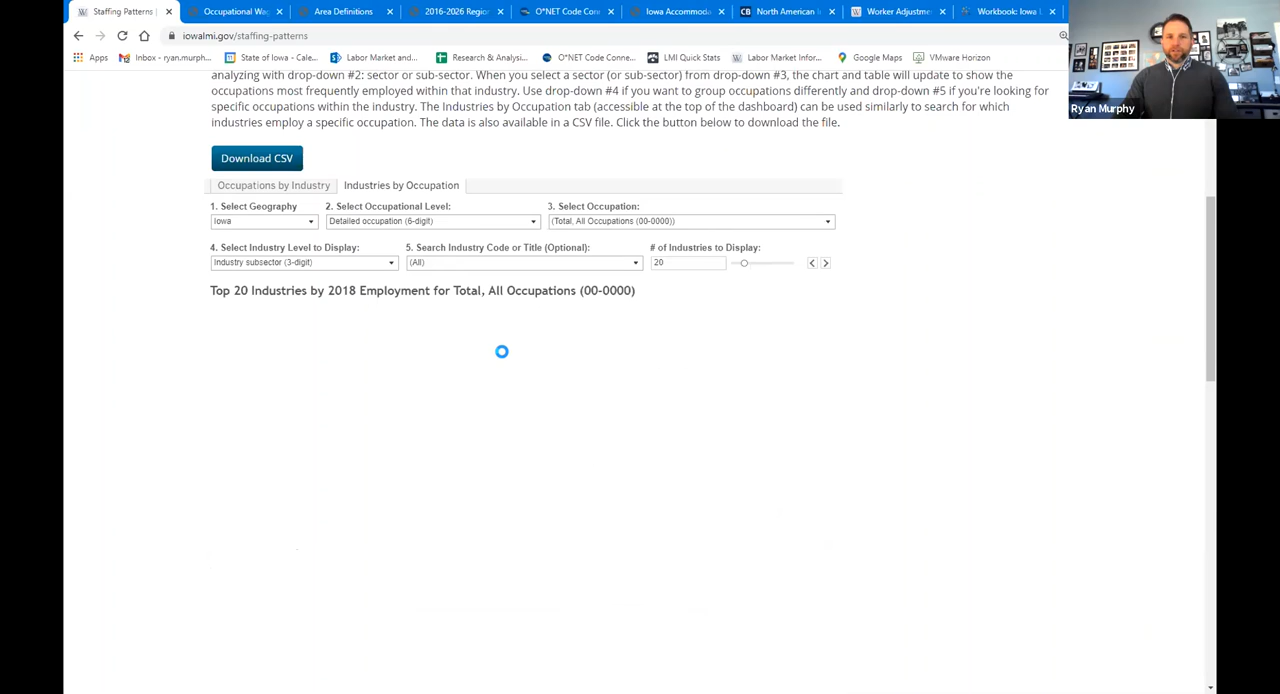 Staffing Patterns |
Occupational Wag
Area Definitions
2016-2026 Region
O*NET Code Conn
Iowa Accommoda
North American I
Worker Adjustme
Workbook: Iowa L
iowalmi.gov/staffing-patterns
Apps
Inbox - ryan.murph...
State of Iowa - Cale...
Labor Market and...
Research & Analysi...
O*NET Code Conne...
LMI Quick Stats
Labor Market Infor...
Google Maps
VMware Horizon
Ryan Murphy
analyzing with drop-down #2: sector or sub-sector. When you select a sector (or sub-sector) from drop-down #3, the chart and table will update to show the
occupations most frequently employed within that industry. Use drop-down #4 if you want to group occupations differently and drop-down #5 if you're looking for
specific occupations within the industry. The Industries by Occupation tab (accessible at the top of the dashboard) can be used similarly to search for which
industries employ a specific occupation. The data is also available in a CSV file. Click the button below to download the file.
Download CSV
Occupations by Industry
Industries by Occupation
1. Select Geography
2. Select Occupational Level:
3. Select Occupation:
Iowa
Detailed occupation (6-digit)
(Total, All Occupations (00-0000))
4. Select Industry Level to Display:
5. Search Industry Code or Title (Optional):
# of Industries to Display:
Industry subsector (3-digit)
(All)
20
Top 20 Industries by 2018 Employment for Total, All Occupations (00-0000)